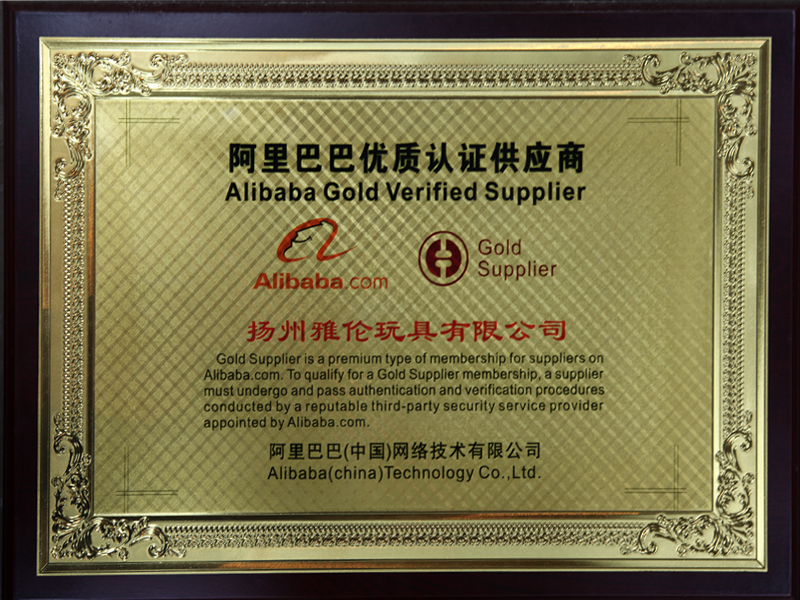 阿里巴巴优质认证供应商
Alibaba Gold Verified Supplier
Alibaba.com
Gold
Supplier
扬州雅伦玩具有限公司
Gold Supplier is a premium type of membership for suppliers on
Alibaba.com. To qualify for a Gold Supplier membership, a supplier
must undergo and pass authentication and verification procedures
conducted by a reputable third-party security service provider
appointed by Alibaba.com.
阿里巴巴(中国)网络技术有限公司
Alibaba(china)Technology Co.,Ltd.